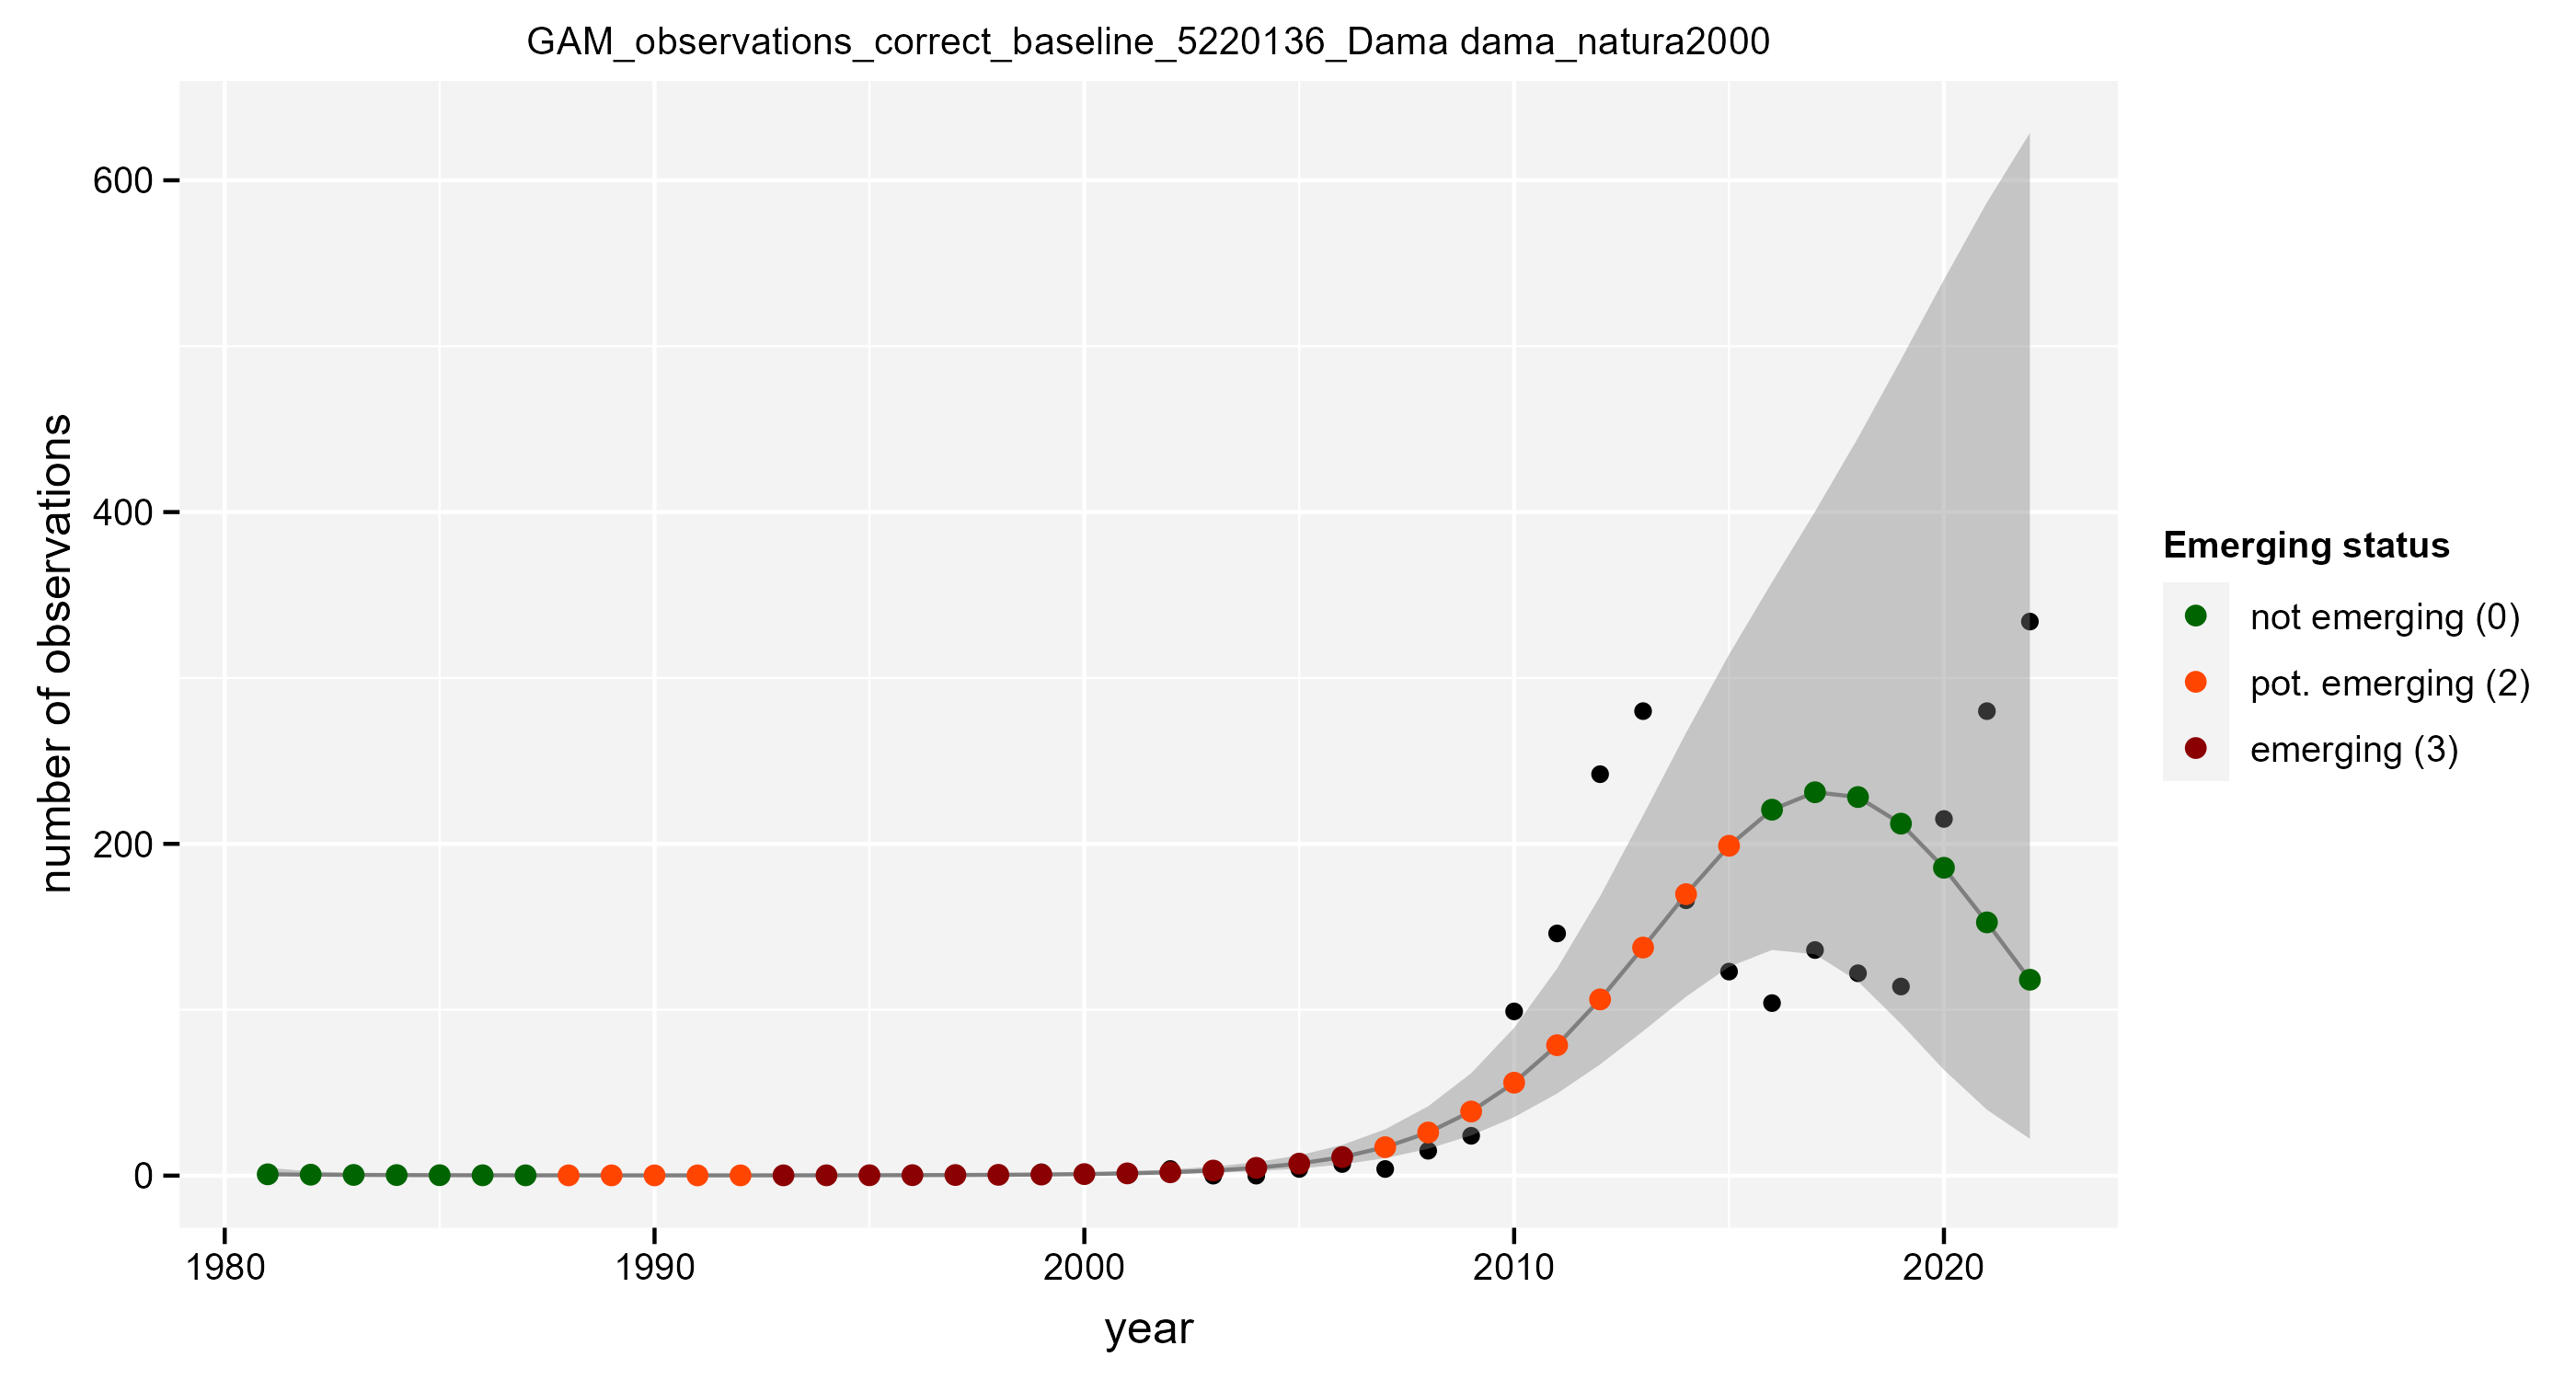 GAM_observations_correct_baseline_5220136_Dama dama_natura2000
600
400
200
0
number of observations
1980 1990 2000 2010 2020
year
Emerging status
not emerging (0)
pot. emerging (2)
emerging (3)